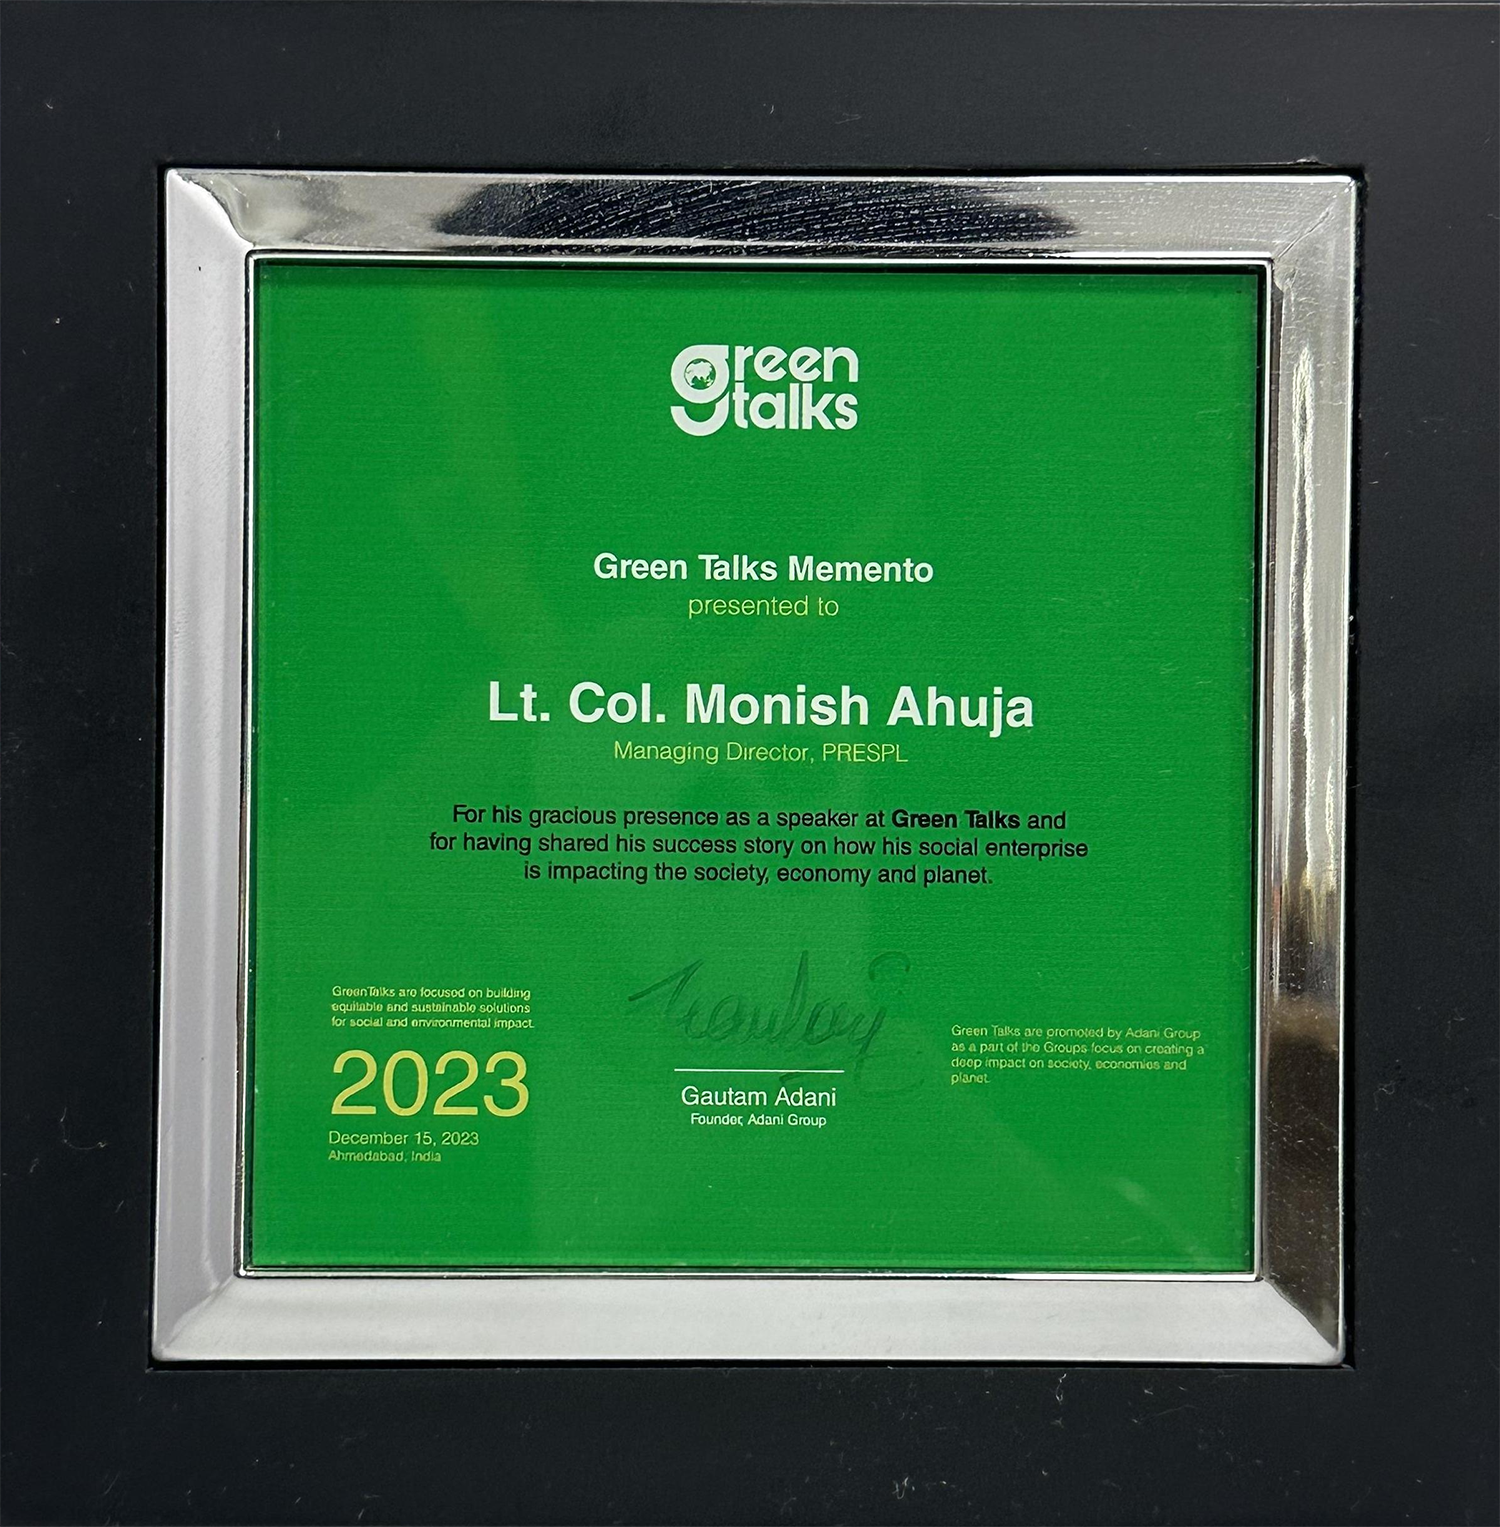 green
talks
Green Talks Memento
presented to
Lt. Col. Monish Ahuja
Managing Director, PRESPL
For his gracious presence as a speaker at Green Talks and
for having shared his success story on how his social enterprise
is impacting the society, economy and planet.
GreenTalks are focused on building
equitable and sustainable solutions
for social and environmental impact.
2023
December 15, 2023
Ahmedabad, India
Gautam Adani
Founder, Adani Group
Green Talks are promoted by Adani Group
as a part of the Groups focus on creating a
deep impact on society, economies and
planet.